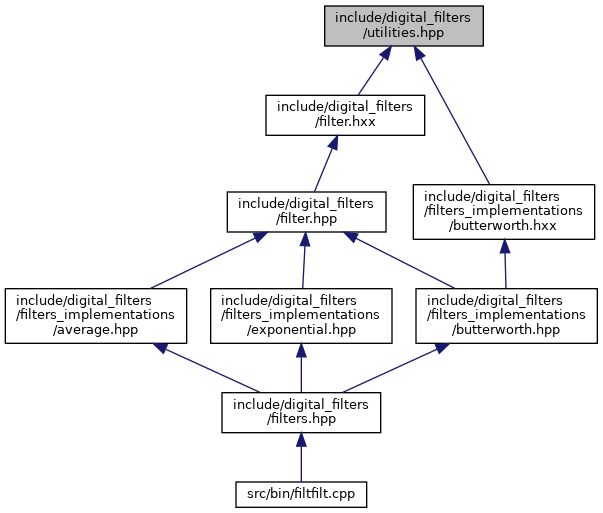 include/digital_filters
/utilities.hpp
include/digital_filters
/filter.hxx
include/digital_filters
/filter.hpp
include/digital_filters
/filters_implementations
/butterworth.hxx
include/digital_filters
/filters_implementations
/average.hpp
include/digital_filters
/filters_implementations
/exponential.hpp
include/digital_filters
/filters_implementations
/butterworth.hpp
include/digital_filters
/filters.hpp
src/bin/filtfilt.cpp